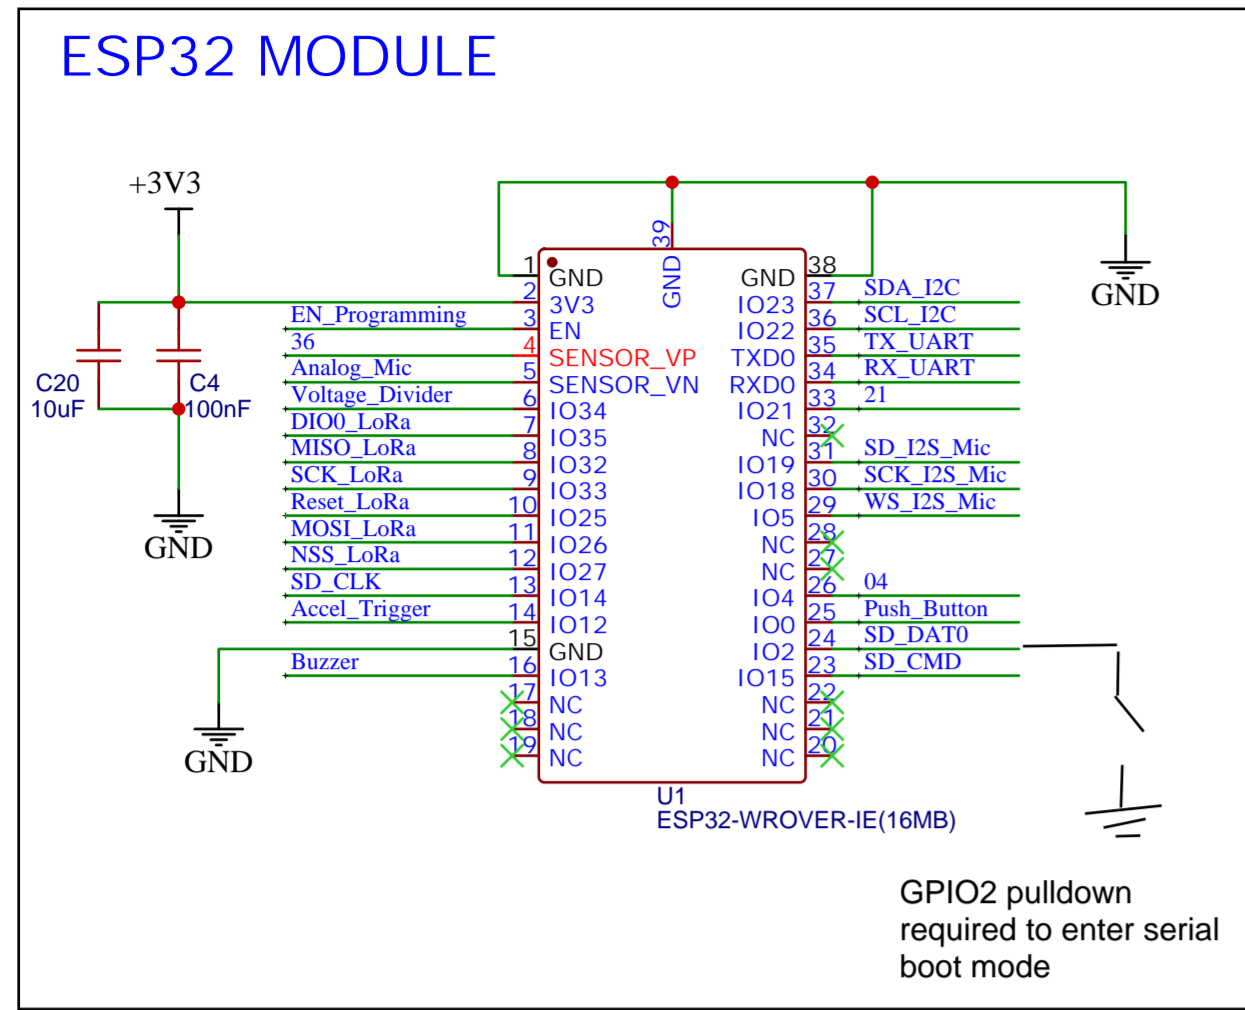 ESP32 MODULE
+3V3
C20
10uF
C4
100nF
GND
GND
EN_Programming
36
Analog_Mic
Voltage_Divider
DIO0_LoRa
MISO_LoRa
SCK_LoRa
Reset_LoRa
MOSI_LoRa
NSS_LoRa
SD_CLK
Accel_Trigger
Buzzer
39
GND
1 GND
2 3V3
3 EN
4 SENSOR_VP
5 SENSOR_VN
6 IO34
7 IO35
8 IO32
9 IO33
10 IO25
11 IO26
12 IO27
13 IO14
14 IO12
15 GND
16 IO13
17 NC
18 NC
19 NC
GND 38
IO23 37 SDA_I2C
IO22 36 SCL_I2C
TXD0 35 TX_UART
RXD0 34 RX_UART
IO21 33 21
NC 32
IO19 31 SD_I2S_Mic
IO18 30 SCK_I2S_Mic
IO5 29 WS_I2S_Mic
NC 28
NC 27
IO4 26 04
IO0 25 Push_Button
IO2 24 SD_DAT0
IO15 23 SD_CMD
NC 22
NC 21
NC 20
U1
ESP32-WROVER-IE(16MB)
GND
GPIO2 pulldown
required to enter serial
boot mode